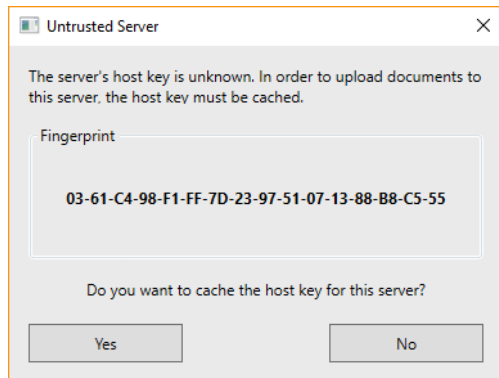 Untrusted Server
The server's host key is unknown. In order to upload documents to
this server, the host key must be cached.
Fingerprint
03-61-C4-98-F1-FF-7D-23-97-51-07-13-88-B8-C5-55
Do you want to cache the host key for this server?
Yes
No